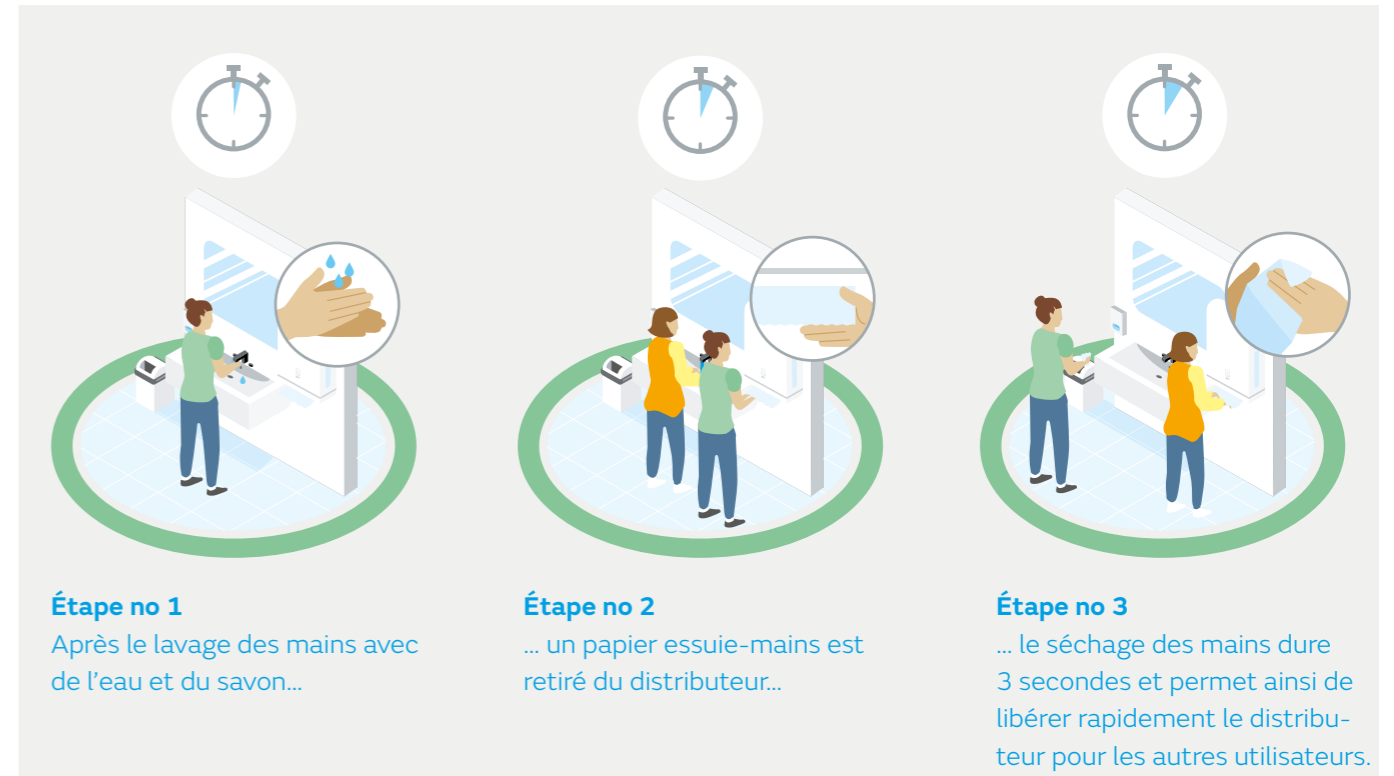 Étape no 1
Après le lavage des mains avec
de l'eau et du savon...
Étape no 2
... un papier essuie-mains est
retiré du distributeur...
Étape no 3
... le séchage des mains dure
3 secondes et permet ainsi de
libérer rapidement le distribu-
teur pour les autres utilisateurs.